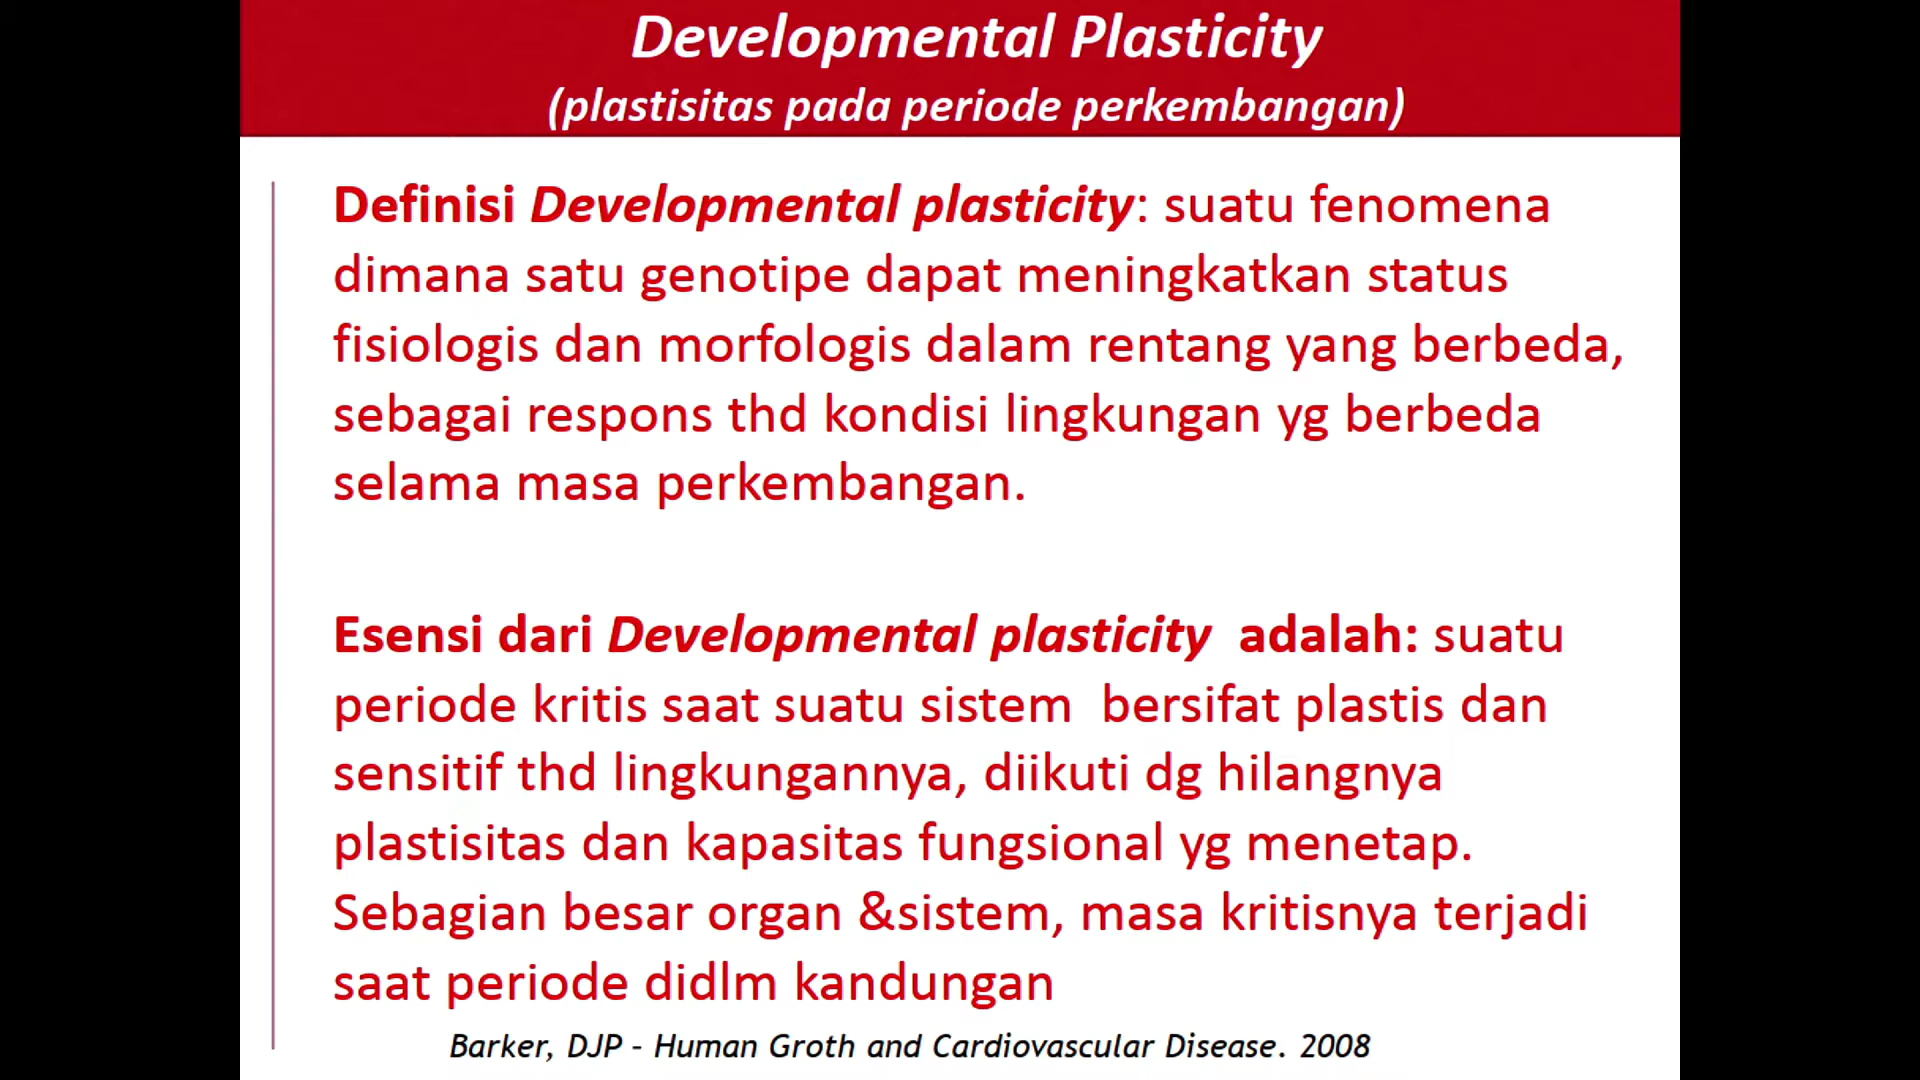 Developmental Plasticity
(plastisitas pada periode perkembangan)
Definisi Developmental plasticity: suatu fenomena
dimana satu genotipe dapat meningkatkan status
fisiologis dan morfologis dalam rentang yang berbeda,
sebagai respons thd kondisi lingkungan yg berbeda
selama masa perkembangan.
Esensi dari Developmental plasticity adalah: suatu
periode kritis saat suatu sistem bersifat plastis dan
sensitif thd lingkungannya, diikuti dg hilangnya
plastisitas dan kapasitas fungsional yg menetap.
Sebagian besar organ &sistem, masa kritisnya terjadi
saat periode didlm kandungan
Barker, DJP - Human Groth and Cardiovascular Disease. 2008